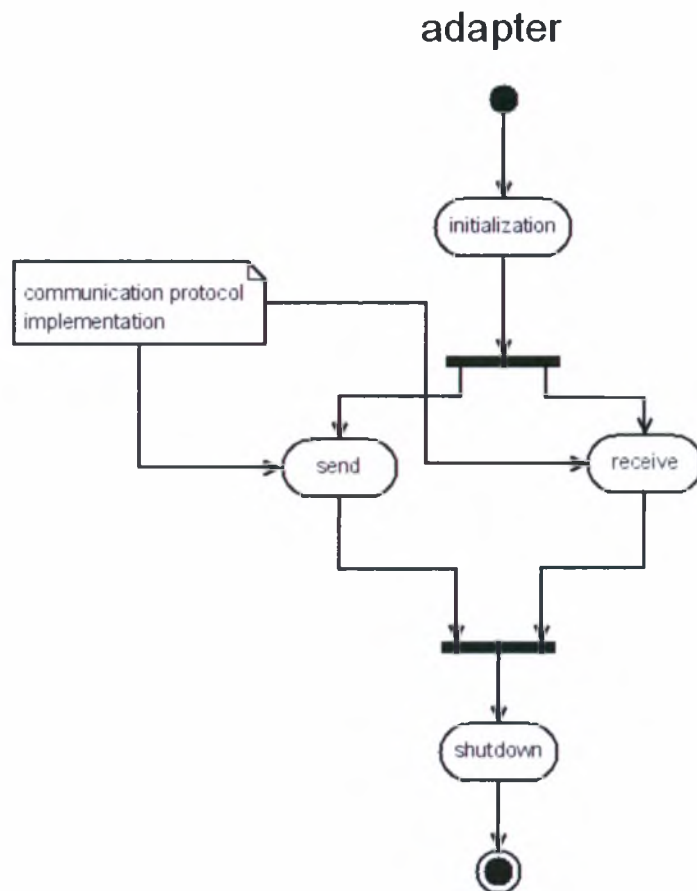 adapter
initialization
communication protocol
implementation
send
receive
shutdown